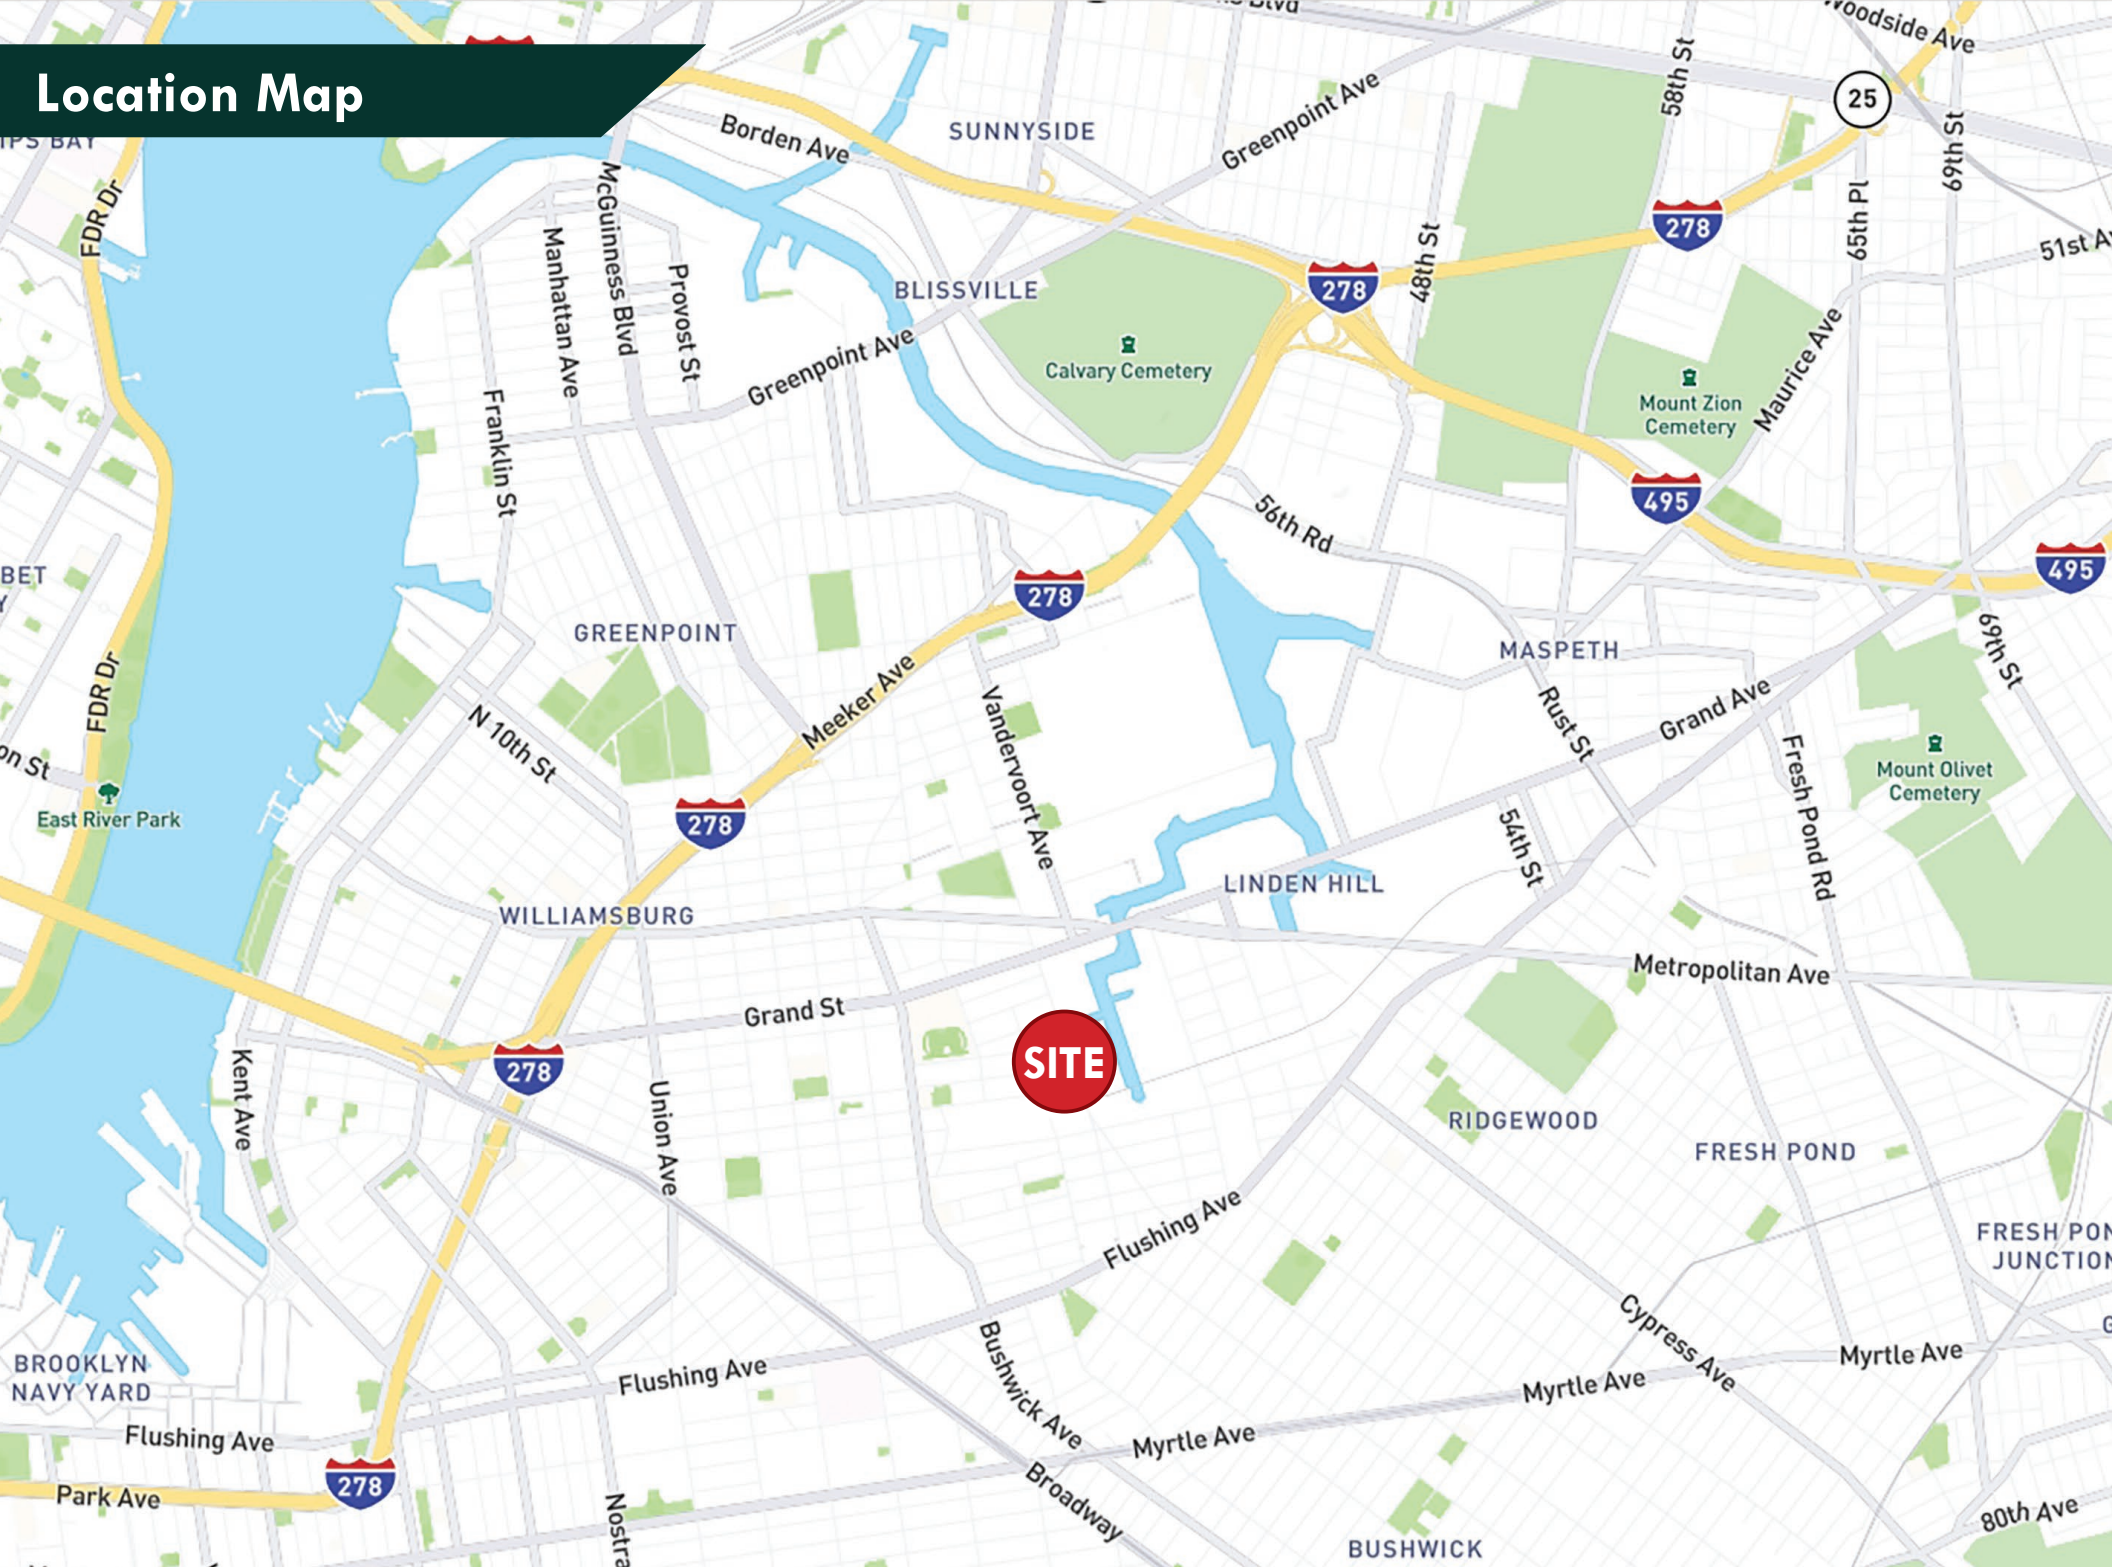 Location Map
Woodside Ave
58th St
25
69th St
Borden Ave
SUNNYSIDE
Greenpoint Ave
IPS BAY
FDR Dr
McGuinness Blvd
Manhattan Ave
Provost St
278
65th Pl
48th St
278
51st A
BLISSVILLE
Greenpoint Ave
Calvary Cemetery
Mount Zion
Cemetery
Maurice Ave
Franklin St
495
56th Rd
495
BET
Y
278
GREENPOINT
MASPETH
69th St
FDR Dr
Meeker Ave
Vandervoort Ave
N 10th St
Rust St
Grand Ave
Fresh Pond Rd
Mount Olivet
Cemetery
on St
East River Park
278
54th St
LINDEN HILL
WILLIAMSBURG
Metropolitan Ave
Grand St
SITE
278
Kent Ave
Union Ave
RIDGEWOOD
FRESH POND
Flushing Ave
FRESH PON
JUNCTION
Cypress Ave
BROOKLYN
NAVY YARD
Flushing Ave
Bushwick Ave
Myrtle Ave
Myrtle Ave
Myrtle Ave
Flushing Ave
278
Park Ave
Broadway
Nostra
80th Ave
BUSHWICK